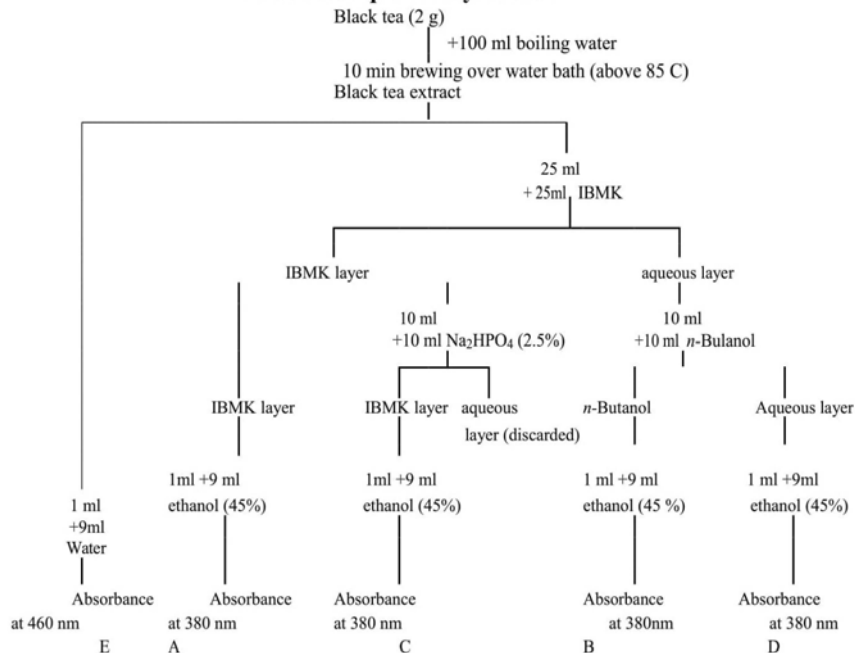 Black tea (2 g)
+100 ml boiling water
10 min brewing over water bath (above 85 C)
Black tea extract
25 ml
+ 25ml IBMK
IBMK layer
aqueous layer
10 ml
+10 ml Na₂HPO₄ (2.5%)
10 ml
+10 ml n-Bulanol
IBMK layer
IBMK layer
aqueous
layer (discarded)
n-Butanol
Aqueous layer
1 ml
+9ml
Water
1ml +9 ml
ethanol (45%)
1ml +9 ml
ethanol (45%)
1 ml +9 ml
ethanol (45 %)
1 ml +9ml
ethanol (45%)
Absorbance
at 460 nm
E
Absorbance
at 380 nm
A
Absorbance
at 380 nm
C
Absorbance
at 380nm
B
Absorbance
at 380 nm
D